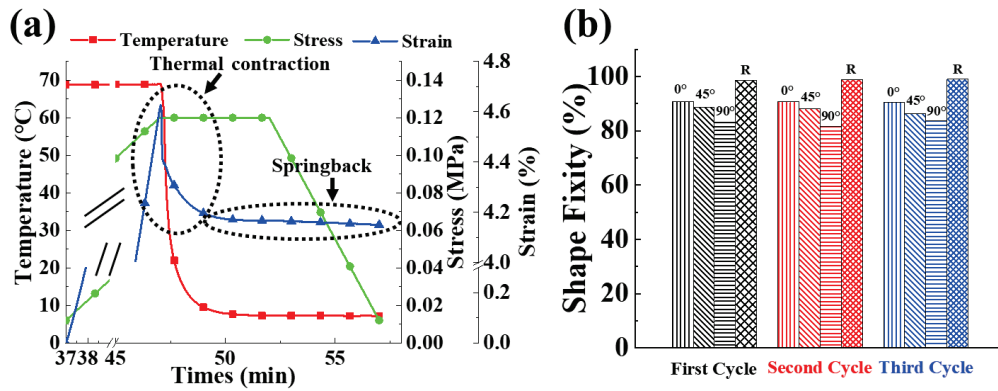 (a)
Temperature Stress Strain
Thermal contraction
Springback
Temperature (°C)
70
60
50
40
30
20
10
0
3738 45 50 55
Times (min)
0.14
0.12
0.10
0.08
0.06
0.04
0.02
0.00
Stress (MPa)
4.8
4.6
4.4
4.2
4.0
0.2
0.0
Strain (%)
(b)
Shape Fixity (%)
100
80
60
40
20
0
0° 45° 90° R
0° 45° 90° R
0° 45° 90° R
First Cycle Second Cycle Third Cycle